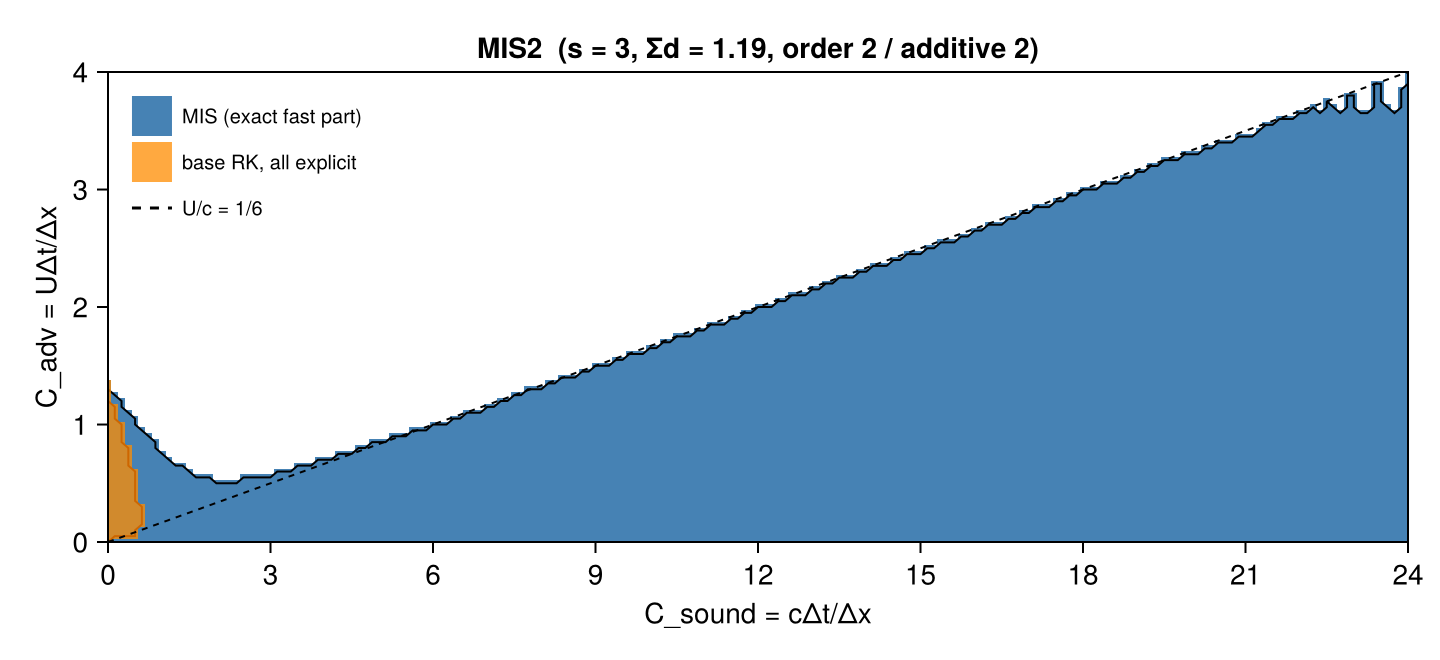 MIS2 (s = 3, Σd = 1.19, order 2 / additive 2)
MIS (exact fast part)
base RK, all explicit
U/c = 1/6
C_adv = UΔt/Δx
4
3
2
1
0
0 3 6 9 12 15 18 21 24
C_sound = cΔt/Δx